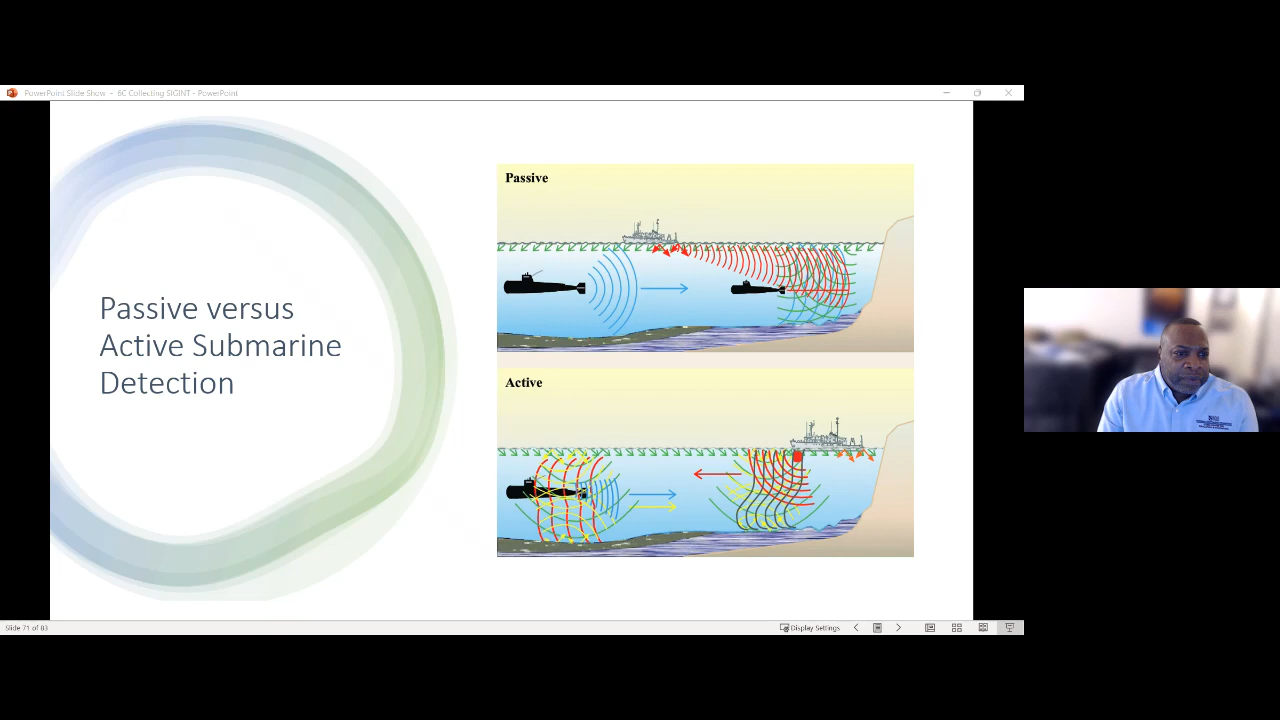 PowerPoint Slide Show - 6C Collecting SIGINT - PowerPoint
Passive versus
Active Submarine
Detection
Passive
Active
Slide 71 of 83
Display Settings